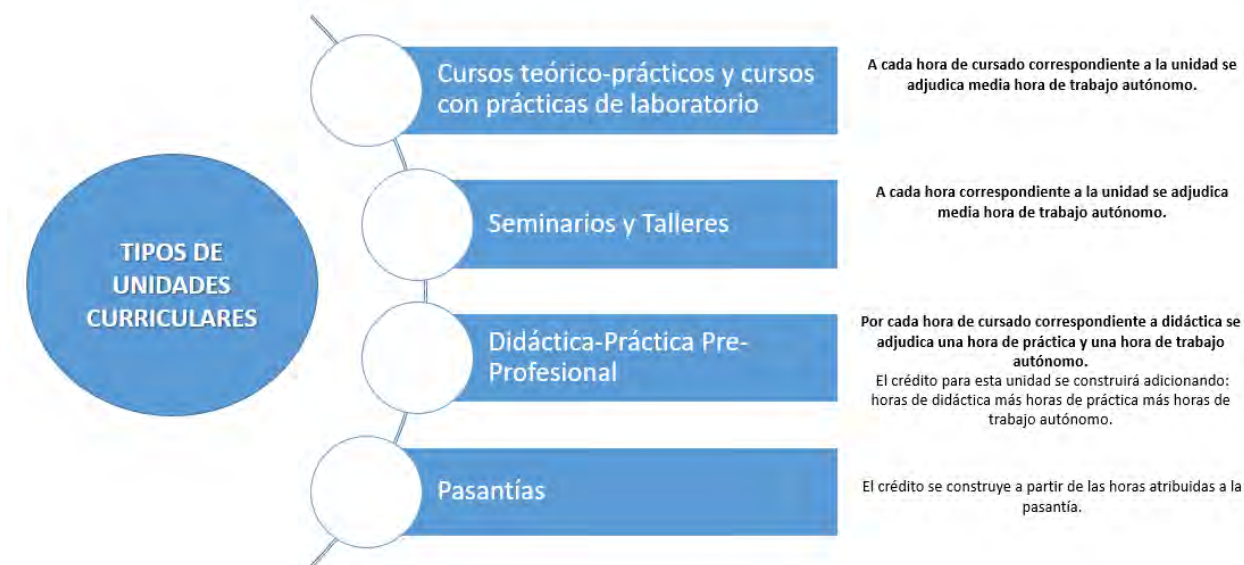 TIPOS DE
UNIDADES
CURRICULARES
Cursos teórico-prácticos y cursos
con prácticas de laboratorio
A cada hora de cursado correspondiente a la unidad se
adjudica media hora de trabajo autónomo.
Seminarios y Talleres
A cada hora correspondiente a la unidad se adjudica
media hora de trabajo autónomo.
Didáctica-Práctica Pre-
Profesional
Por cada hora de cursado correspondiente a didáctica se
adjudica una hora de práctica y una hora de trabajo
autónomo.
El crédito para esta unidad se construirá adicionando:
horas de didáctica más horas de práctica más horas de
trabajo autónomo.
Pasantías
El crédito se construye a partir de las horas atribuidas a la
pasantía.